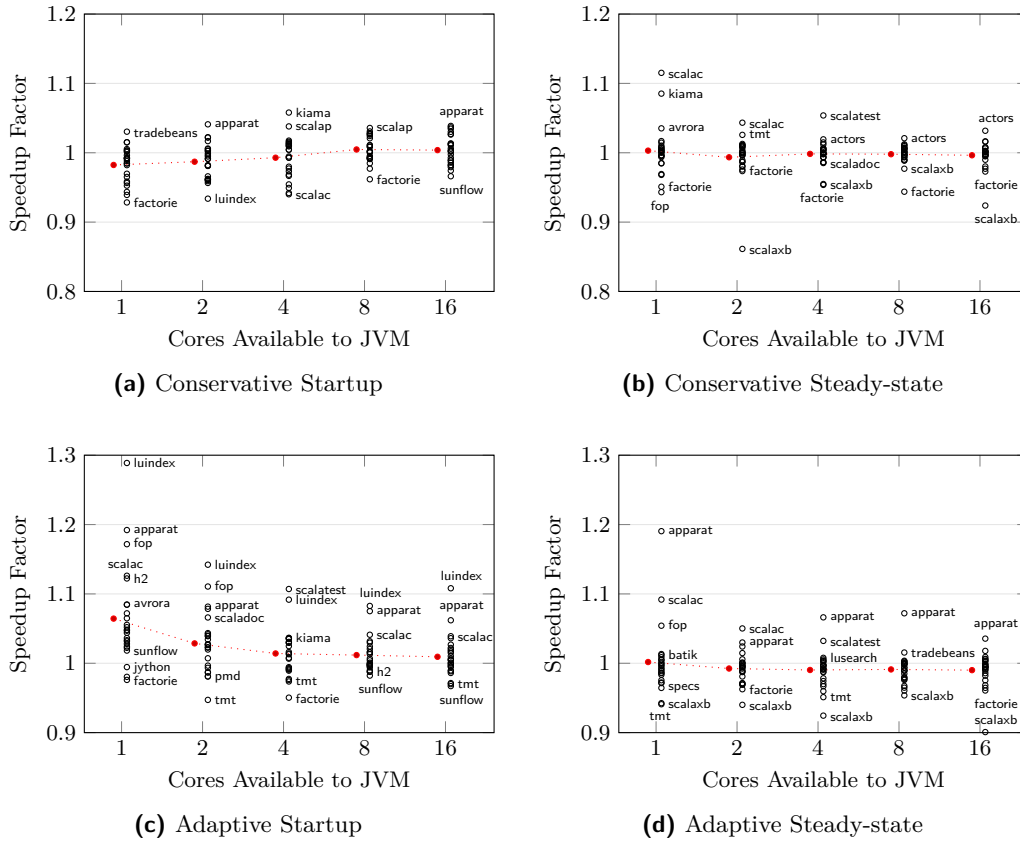 1.2
1.1
1
0.9
0.8
Speedup Factor
tradebeans
factorie
apparat
luindex
kiama
scalap
scalac
scalap
factorie
apparat
sunflow
1 2 4 8 16
Cores Available to JVM
(a) Conservative Startup
1.2
1.1
1
0.9
0.8
Speedup Factor
scalac
kiama
avrora
factorie
fop
scalac
tmt
factorie
scalaxb
scalatest
actors
scaladoc
scalaxb
factorie
actors
scalaxb
factorie
actors
factorie
scalaxb
1 2 4 8 16
Cores Available to JVM
(b) Conservative Steady-state
1.3
1.2
1.1
1
0.9
Speedup Factor
luindex
apparat
fop
scalac
h2
avrora
sunflow
jython
factorie
luindex
fop
apparat
scaladoc
pmd
tmt
scalatest
luindex
kiama
tmt
factorie
luindex
apparat
scalac
h2
sunflow
luindex
apparat
scalac
tmt
sunflow
1 2 4 8 16
Cores Available to JVM
(c) Adaptive Startup
1.3
1.2
1.1
1
0.9
Speedup Factor
apparat
scalac
fop
batik
specs
scalaxb
tmt
scalac
apparat
factorie
scalaxb
apparat
scalatest
lusearch
tmt
scalaxb
apparat
tradebeans
scalaxb
apparat
factorie
scalaxb
1 2 4 8 16
Cores Available to JVM
(d) Adaptive Steady-state